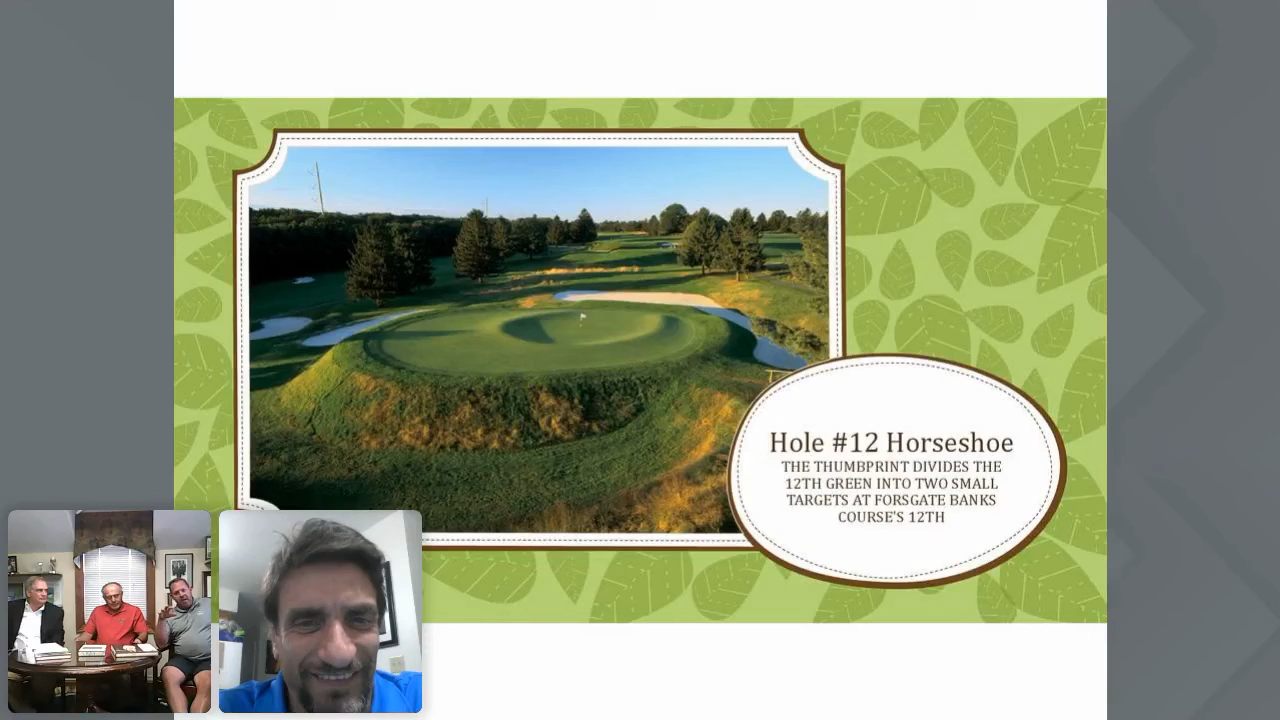 Hole #12 Horseshoe
THE THUMBPRINT DIVIDES THE
12TH GREEN INTO TWO SMALL
TARGETS AT FORSGATE BANKS
COURSE'S 12TH